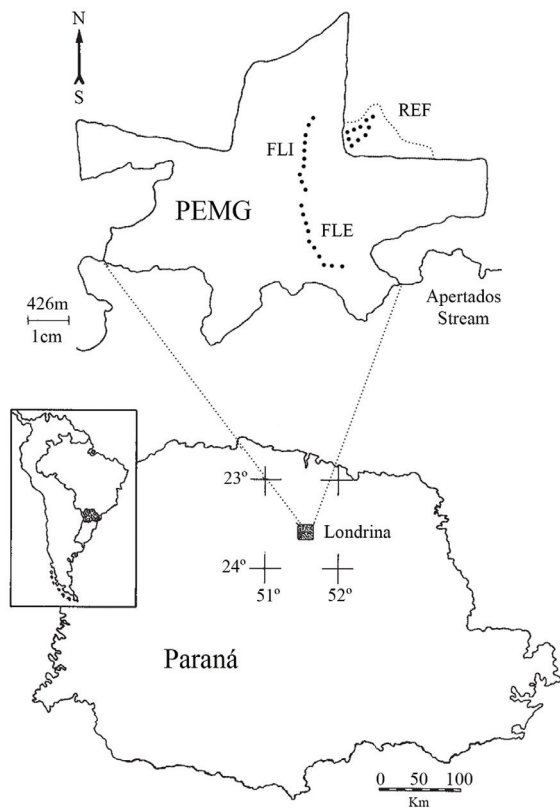 N
S
REF
FLI
PEMG
FLE
426m
1cm
Apertados
Stream
23º
Londrina
24º
51º
52º
Paraná
0 50 100
Km